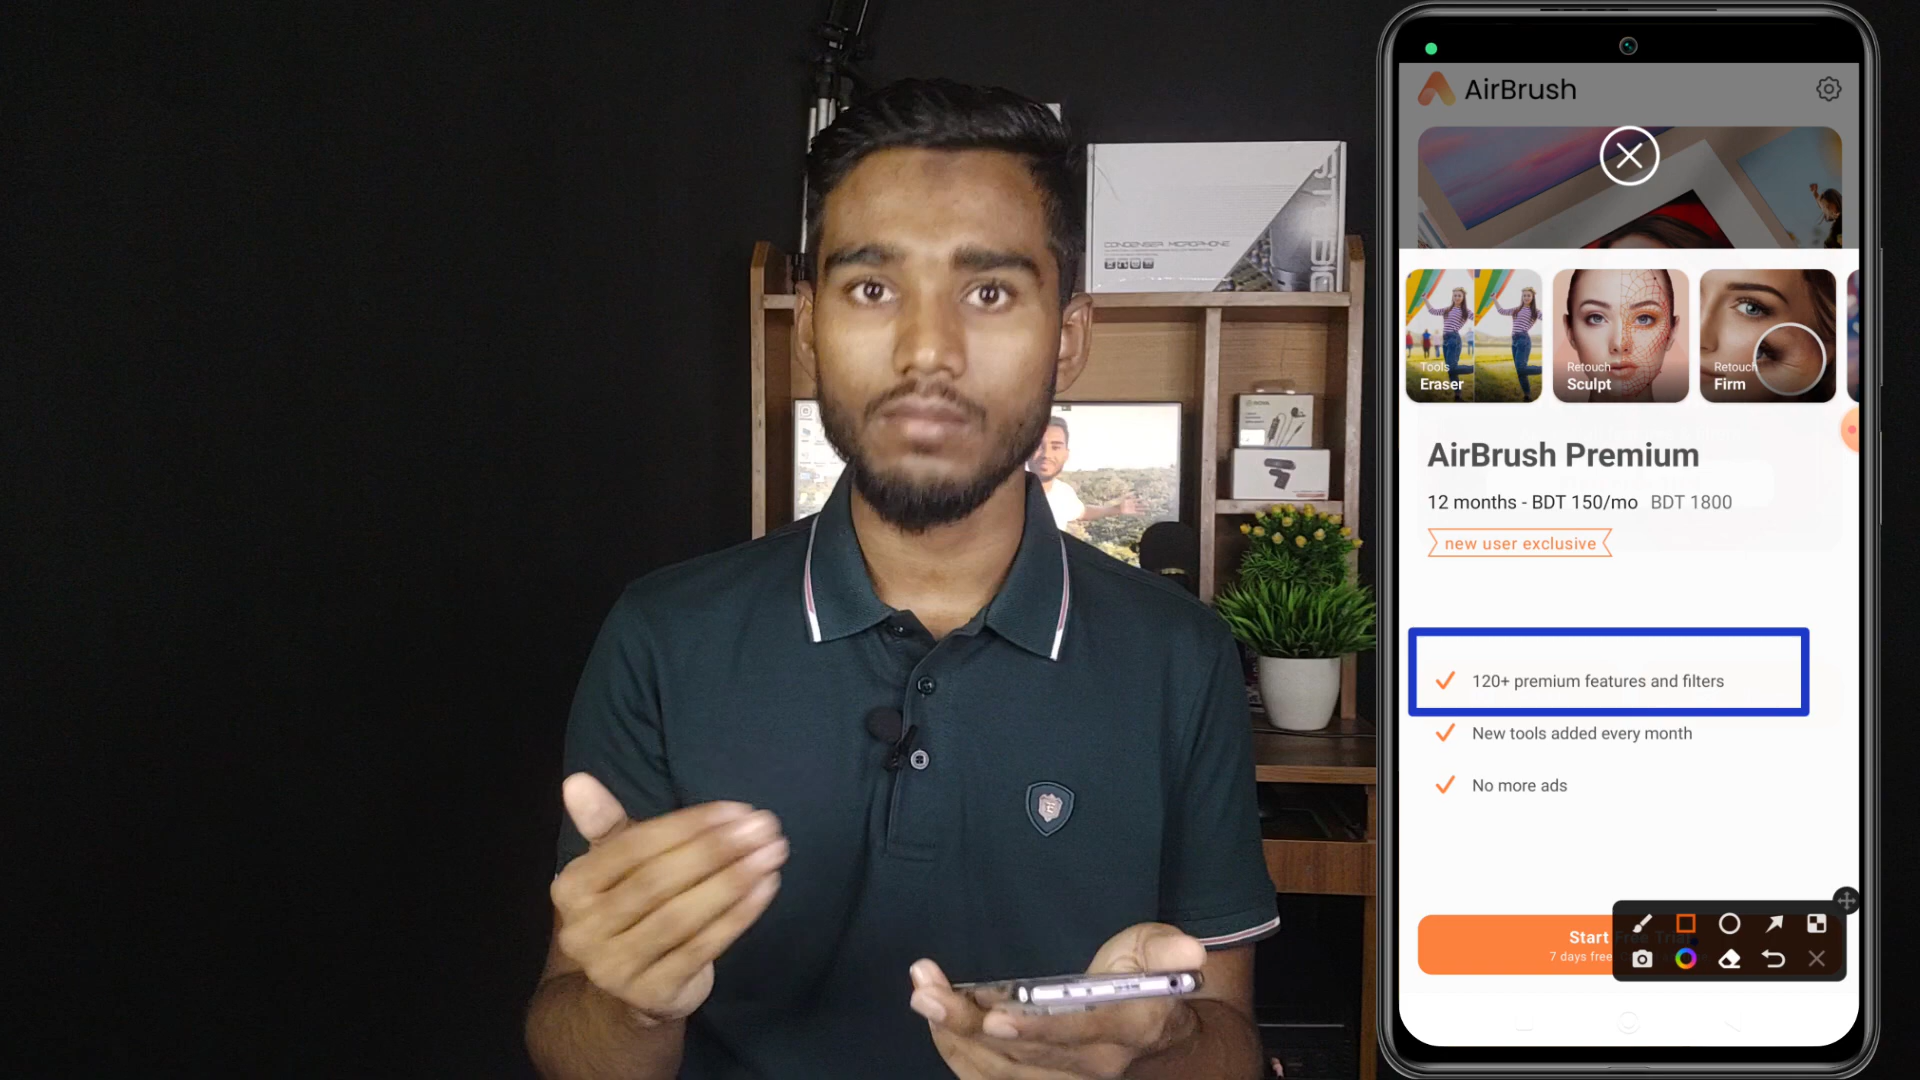 AirBrush
CONDENSER MICROPHONE
Tools
Eraser
Retouch
Sculpt
Retouch
Firm
AirBrush Premium
12 months - BDT 150/mo BDT 1800
new user exclusive
120+ premium features and filters
New tools added every month
No more ads
Start Free Trial
7 days free